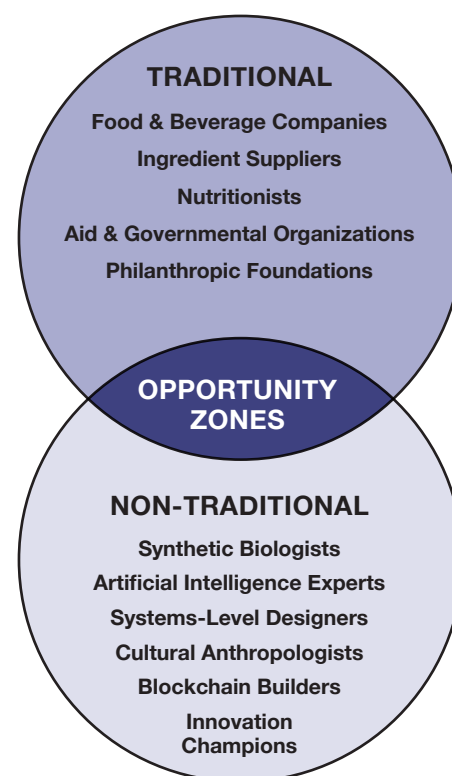 TRADITIONAL
Food & Beverage Companies
Ingredient Suppliers
Nutritionists
Aid & Governmental Organizations
Philanthropic Foundations
OPPORTUNITY
ZONES
NON-TRADITIONAL
Synthetic Biologists
Artificial Intelligence Experts
Systems-Level Designers
Cultural Anthropologists
Blockchain Builders
Innovation
Champions